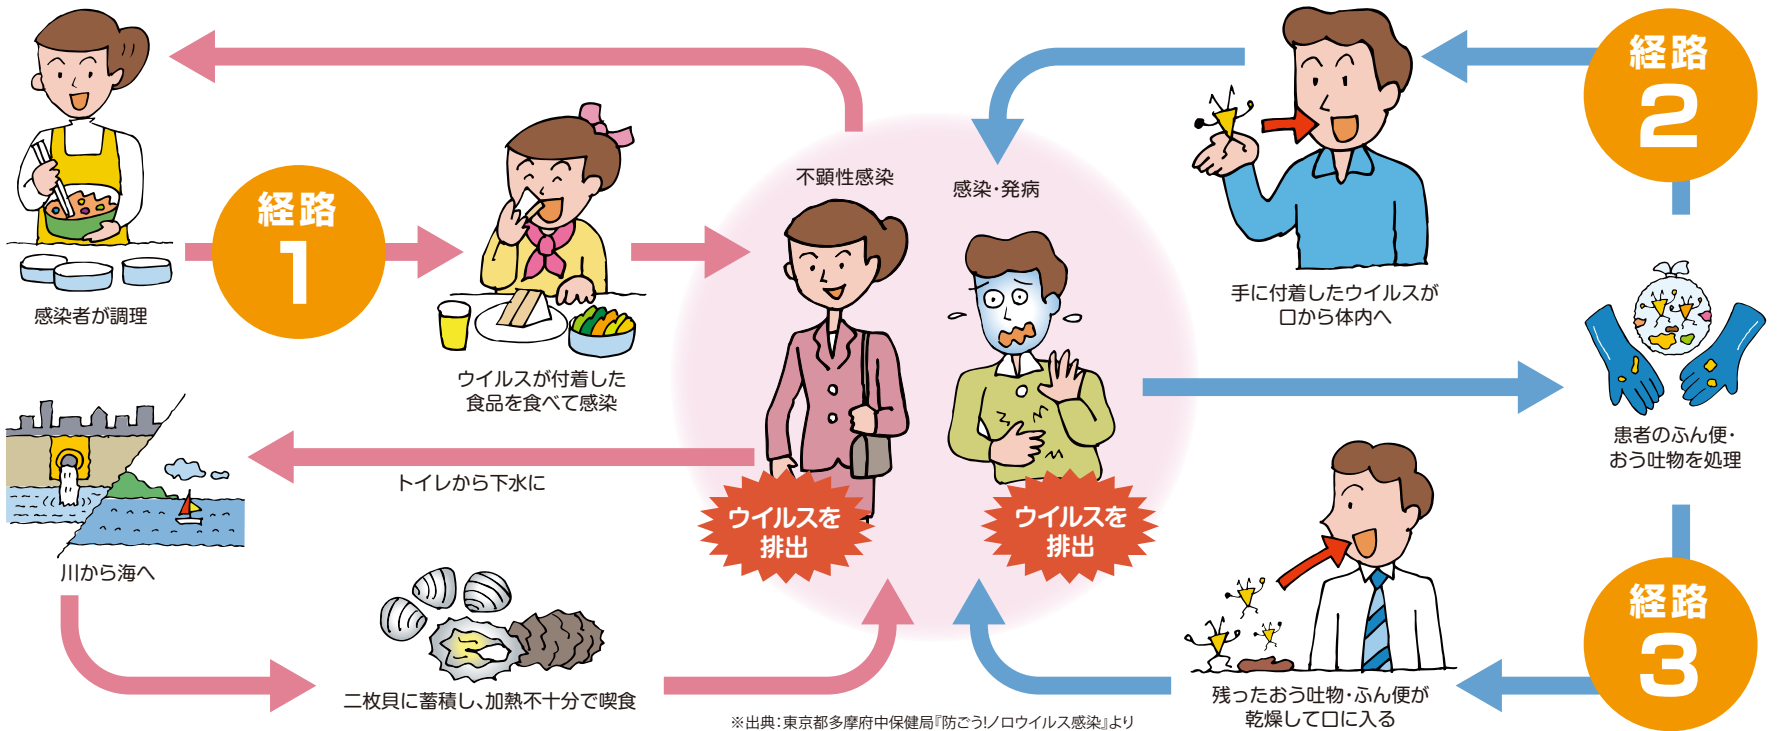 経路
1
感染者が調理
ウイルスが付着した
食品を食べて感染
不顕性感染
感染・発病
ウイルスを
排出
ウイルスを
排出
トイレから下水に
川から海へ
二枚貝に蓄積し、加熱不十分で喫食
経路
2
手に付着したウイルスが
口から体内へ
患者のふん便・
おう吐物を処理
経路
3
残ったおう吐物・ふん便が
乾燥して口に入る
※出典：東京都多摩府中保健局『防ごう!ノロウイルス感染』より